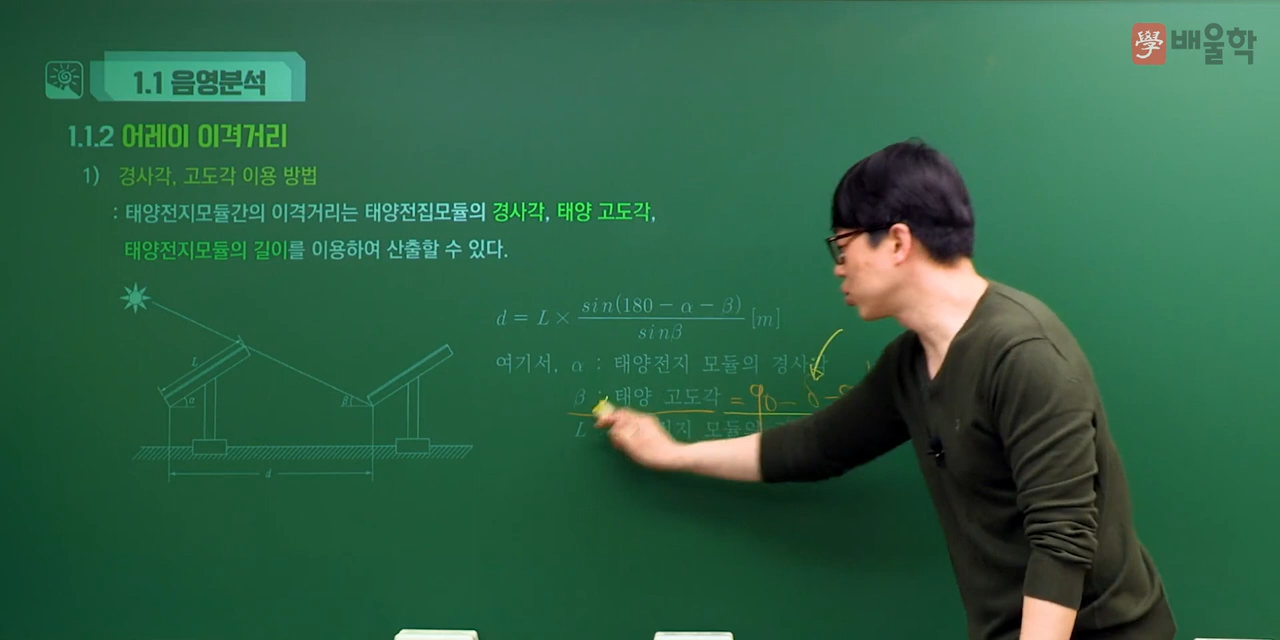 學 배울학
1.1 음영분석
1.1.2 어레이 이격거리
1) 경사각, 고도각 이용 방법
: 태양전지모듈간의 이격거리는 태양전집모듈의 경사각, 태양 고도각,
태양전지모듈의 길이를 이용하여 산출할 수 있다.
d = L × sin(180 − α − β) / sinβ [m]
여기서, α : 태양전지 모듈의 경사각
β : 태양 고도각 = 90 − δ −
L 모듈의
L
α
β
d